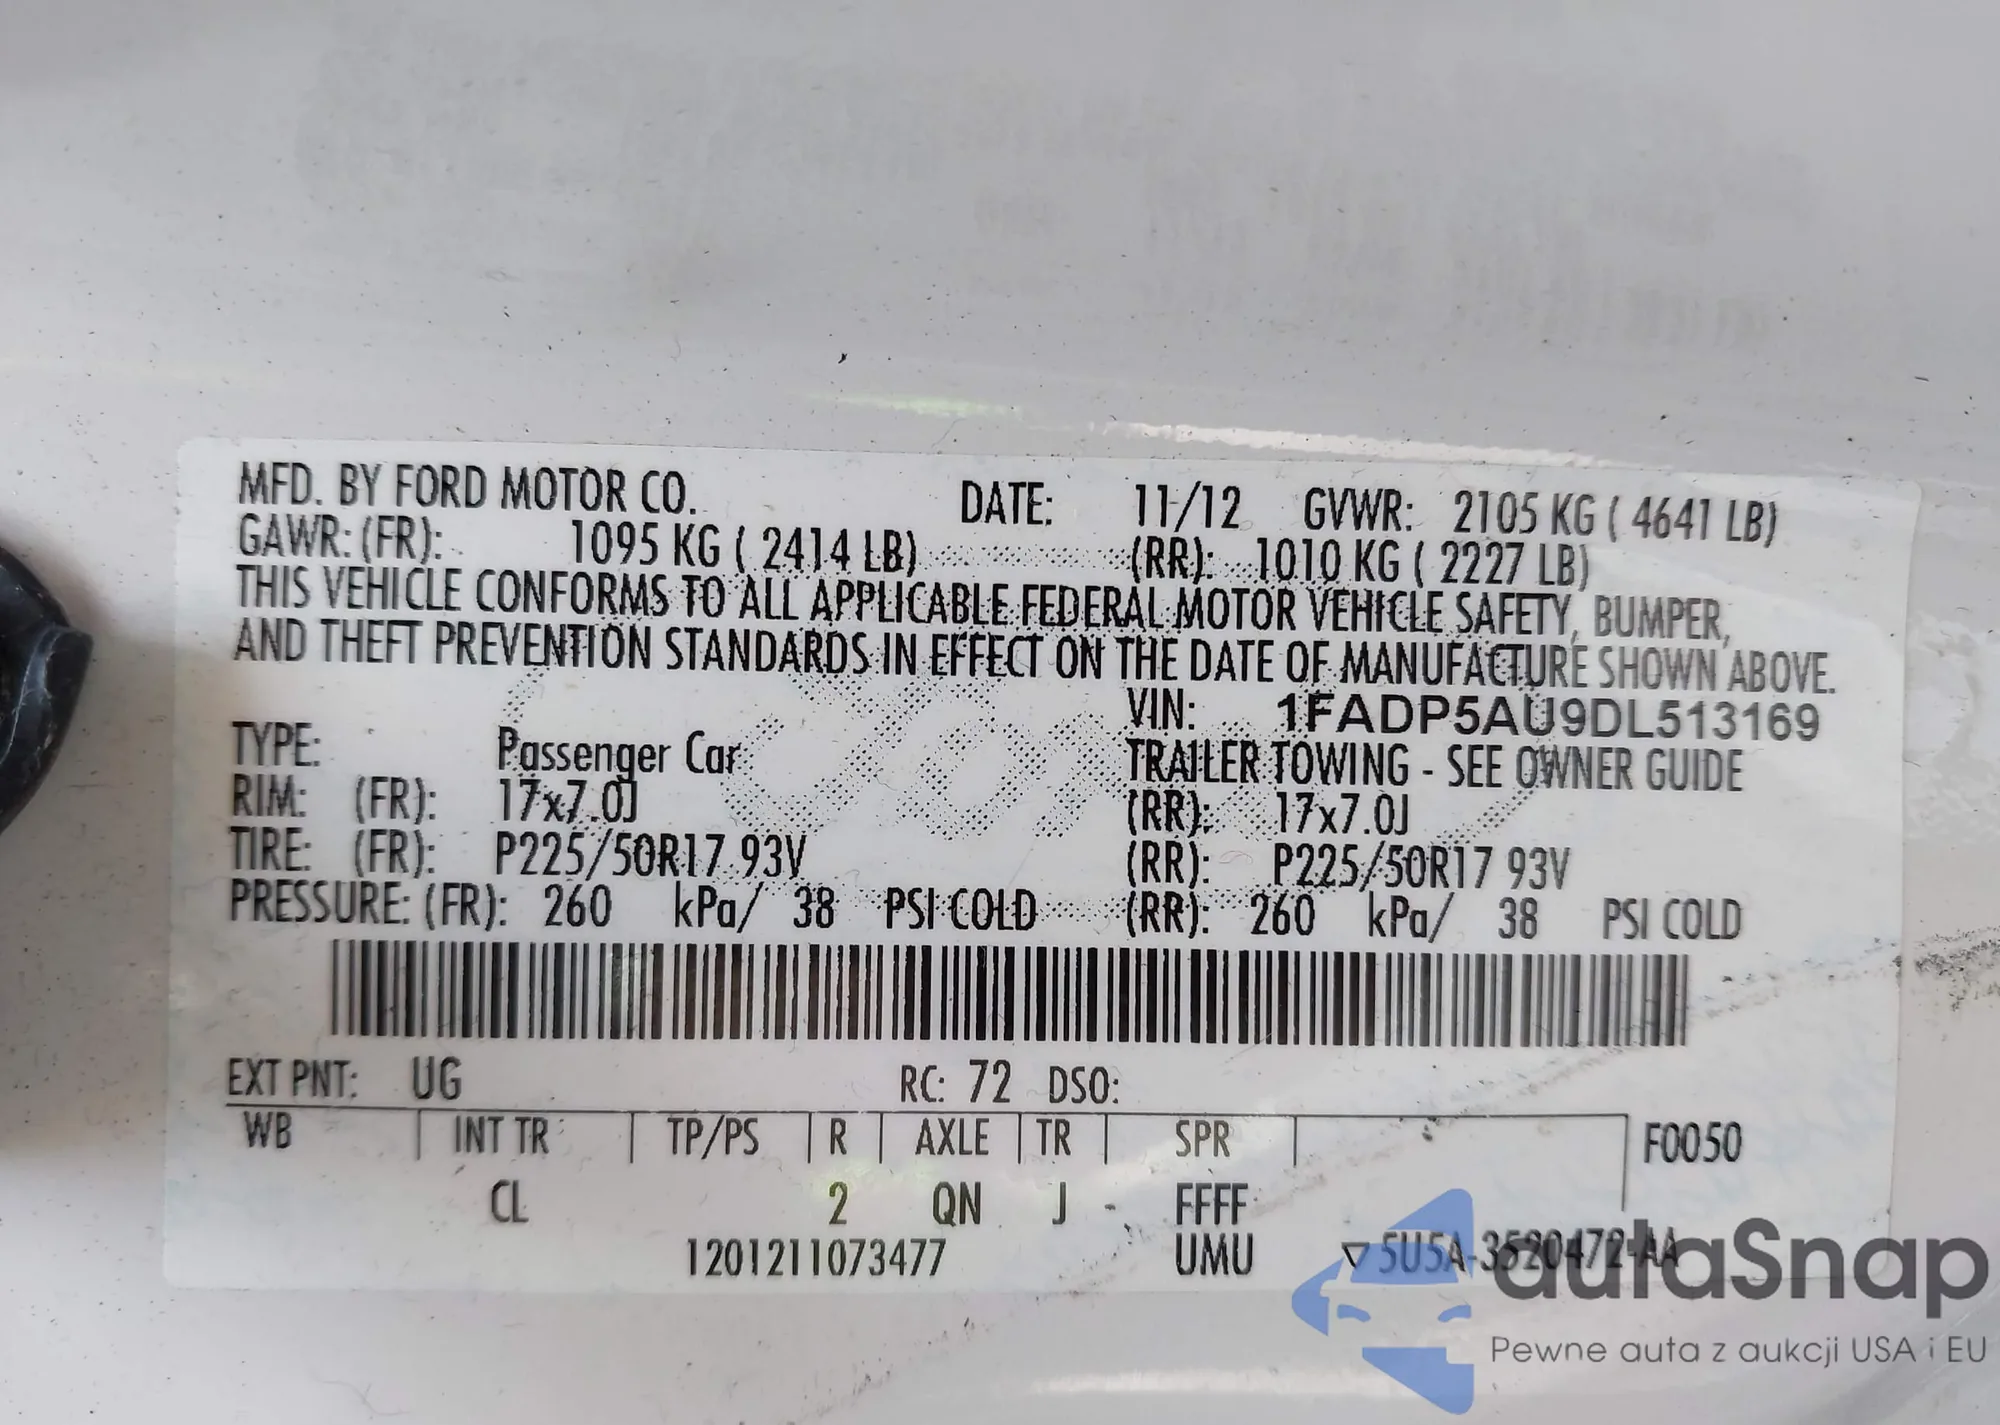 MFD. BY FORD MOTOR CO. DATE: 11/12 GVWR: 2105 KG ( 4641 LB)
GAWR: (FR): 1095 KG ( 2414 LB) (RR): 1010 KG ( 2227 LB)
THIS VEHICLE CONFORMS TO ALL APPLICABLE FEDERAL MOTOR VEHICLE SAFETY, BUMPER,
AND THEFT PREVENTION STANDARDS IN EFFECT ON THE DATE OF MANUFACTURE SHOWN ABOVE.
VIN: 1FADP5AU9DL513169
TYPE: Passenger Car TRAILER TOWING - SEE OWNER GUIDE
RIM: (FR): 17x7.0J (RR): 17x7.0J
TIRE: (FR): P225/50R17 93V (RR): P225/50R17 93V
PRESSURE: (FR): 260 kPa/ 38 PSI COLD (RR): 260 kPa/ 38 PSI COLD
EXT PNT: UG RC: 72 DSO:
WB INT TR TP/PS R AXLE TR SPR F0050
CL 2 QN J FFFF
1201211073477 UMU ▽ 5U5A-3520472-AA
autaSnap
Pewne auta z aukcji USA i EU